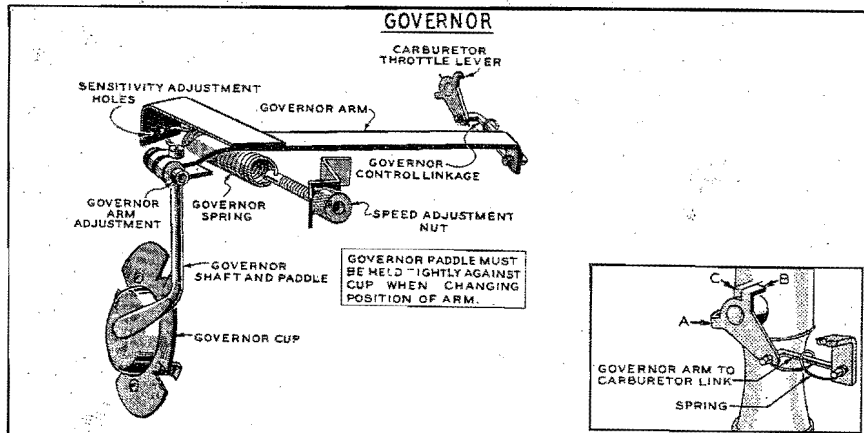 GOVERNOR
CARBURETOR
THROTTLE LEVER
SENSITIVITY ADJUSTMENT
HOLES
GOVERNOR ARM
GOVERNOR
CONTROL LINKAGE
GOVERNOR
ARM
ADJUSTMENT
GOVERNOR
SPRING
SPEED ADJUSTMENT
NUT
GOVERNOR
SHAFT AND PADDLE
GOVERNOR PADDLE MUST
BE HELD TIGHTLY AGAINST
CUP WHEN CHANGING
POSITION OF ARM.
GOVERNOR CUP
C
B
A
GOVERNOR ARM TO
CARBURETOR LINK
SPRING